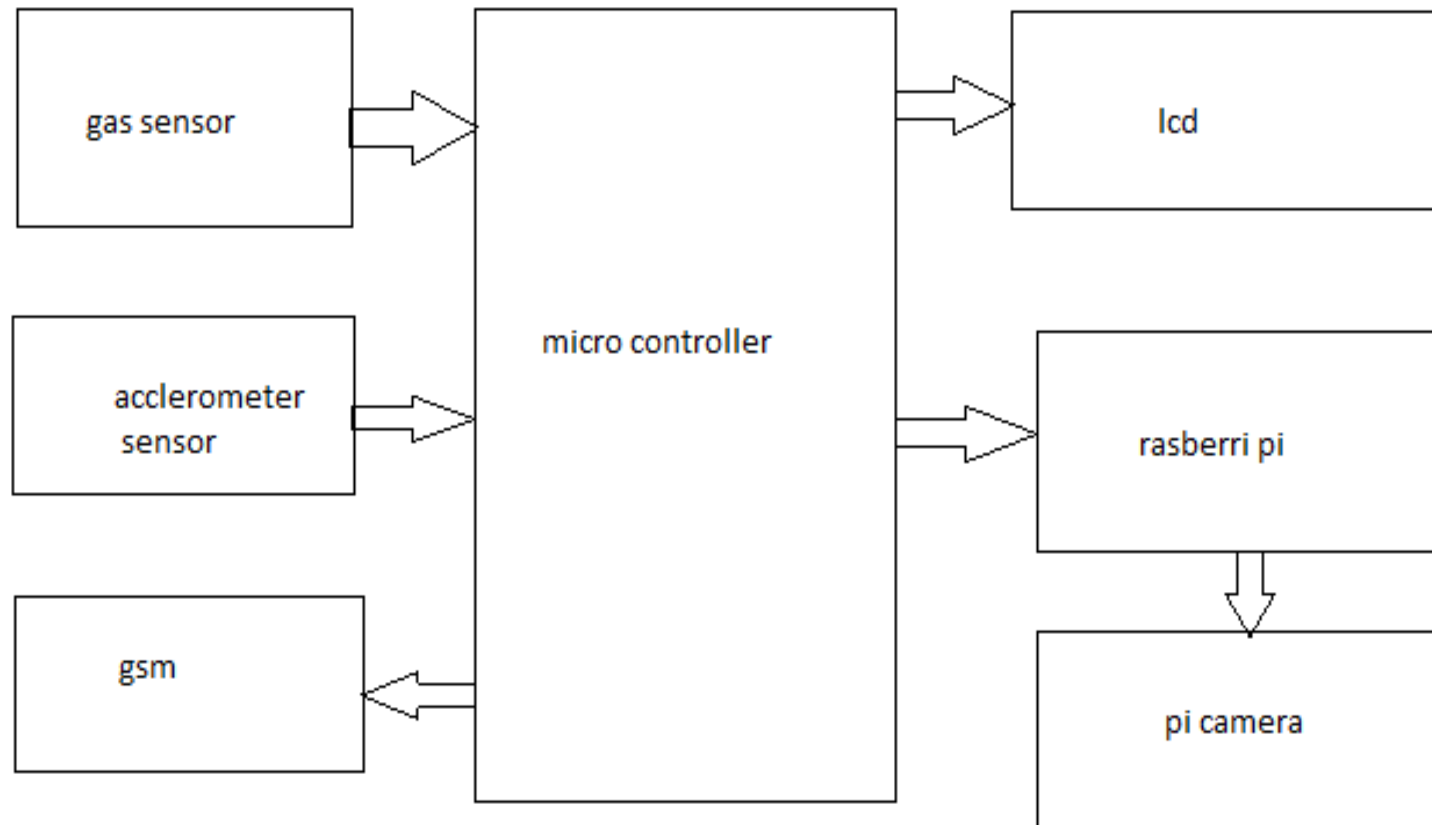 gas sensor
lcd
micro controller
acclerometer
sensor
rasberri pi
gsm
pi camera